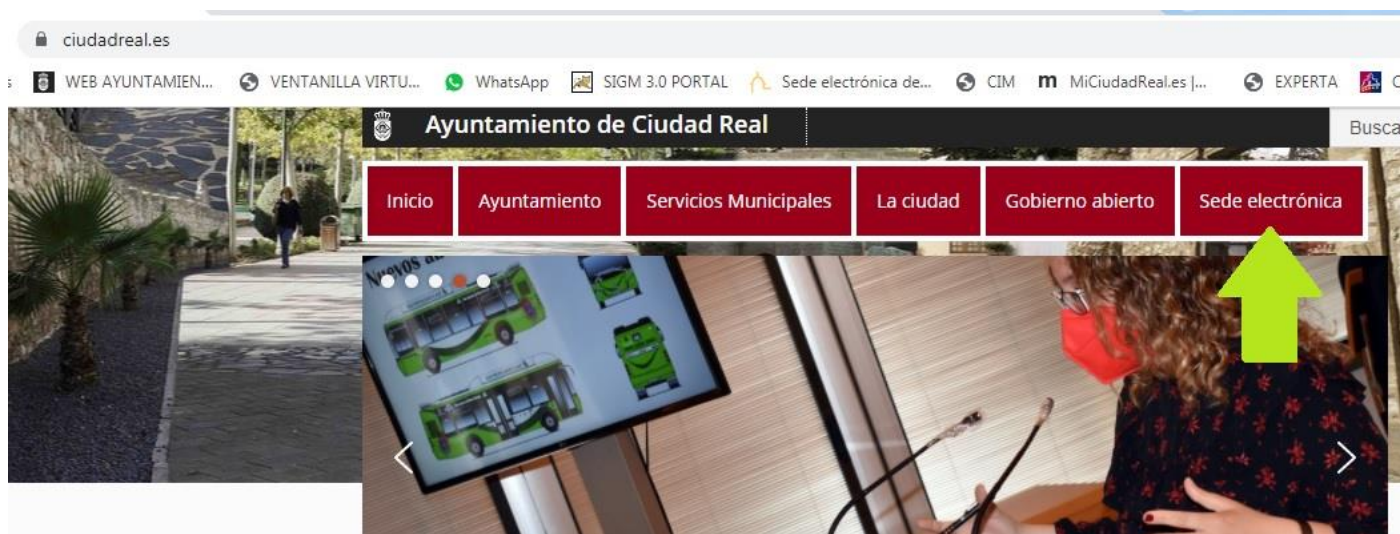 ciudadreal.es
WEB AYUNTAMIEN... VENTANILLA VIRTU... WhatsApp SIGM 3.0 PORTAL Sede electrónica de... CIM m MiCiudadReal.es |... EXPERTA
Ayuntamiento de Ciudad Real
Busca
Inicio Ayuntamiento Servicios Municipales La ciudad Gobierno abierto Sede electrónica
Nuevos